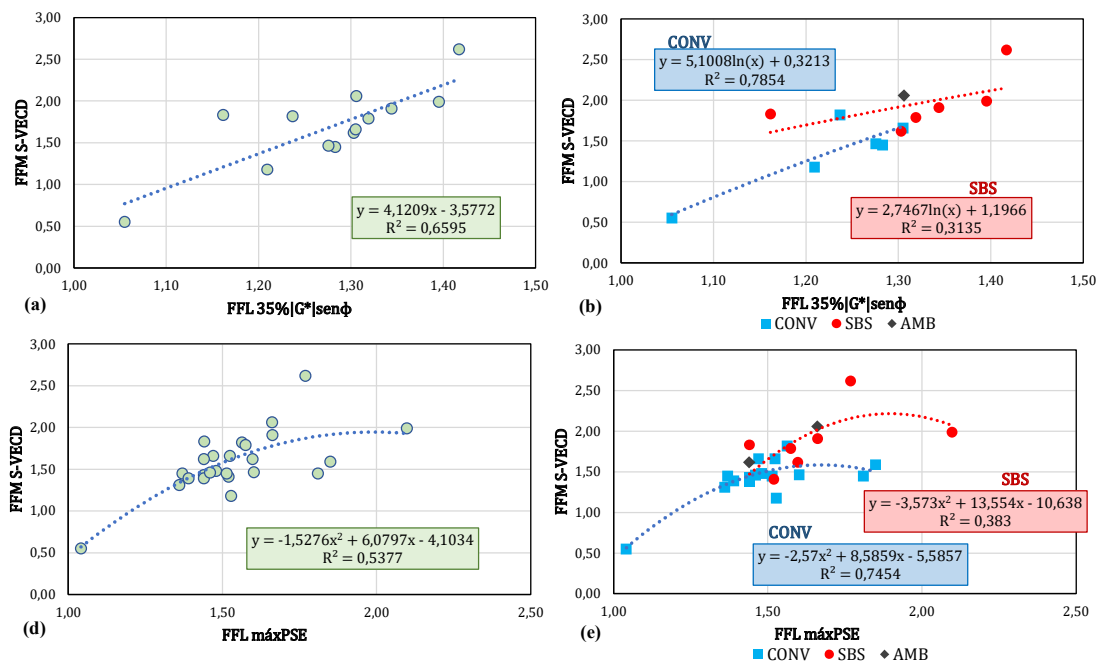 3,00
2,50
2,00
1,50
1,00
0,50
0,00
FFM S-VECD
y = 4,1209x - 3,5772
R² = 0,6595
1,00 1,10 1,20 1,30 1,40 1,50
(a)
FFL 35%|G*|senϕ
3,00
2,50
2,00
1,50
1,00
0,50
0,00
FFM S-VECD
CONV
y = 5,1008ln(x) + 0,3213
R² = 0,7854
SBS
y = 2,7467ln(x) + 1,1966
R² = 0,3135
1,00 1,10 1,20 1,30 1,40 1,50
(b)
FFL 35%|G*|senϕ
CONV SBS AMB
3,00
2,50
2,00
1,50
1,00
0,50
0,00
FFM S-VECD
y = -1,5276x² + 6,0797x - 4,1034
R² = 0,5377
1,00 1,50 2,00 2,50
(d)
FFL máxPSE
3,00
2,50
2,00
1,50
1,00
0,50
0,00
FFM S-VECD
SBS
y = -3,573x² + 13,554x - 10,638
R² = 0,383
CONV
y = -2,57x² + 8,5859x - 5,5857
R² = 0,7454
1,00 1,50 2,00 2,50
(e)
FFL máxPSE
CONV SBS AMB